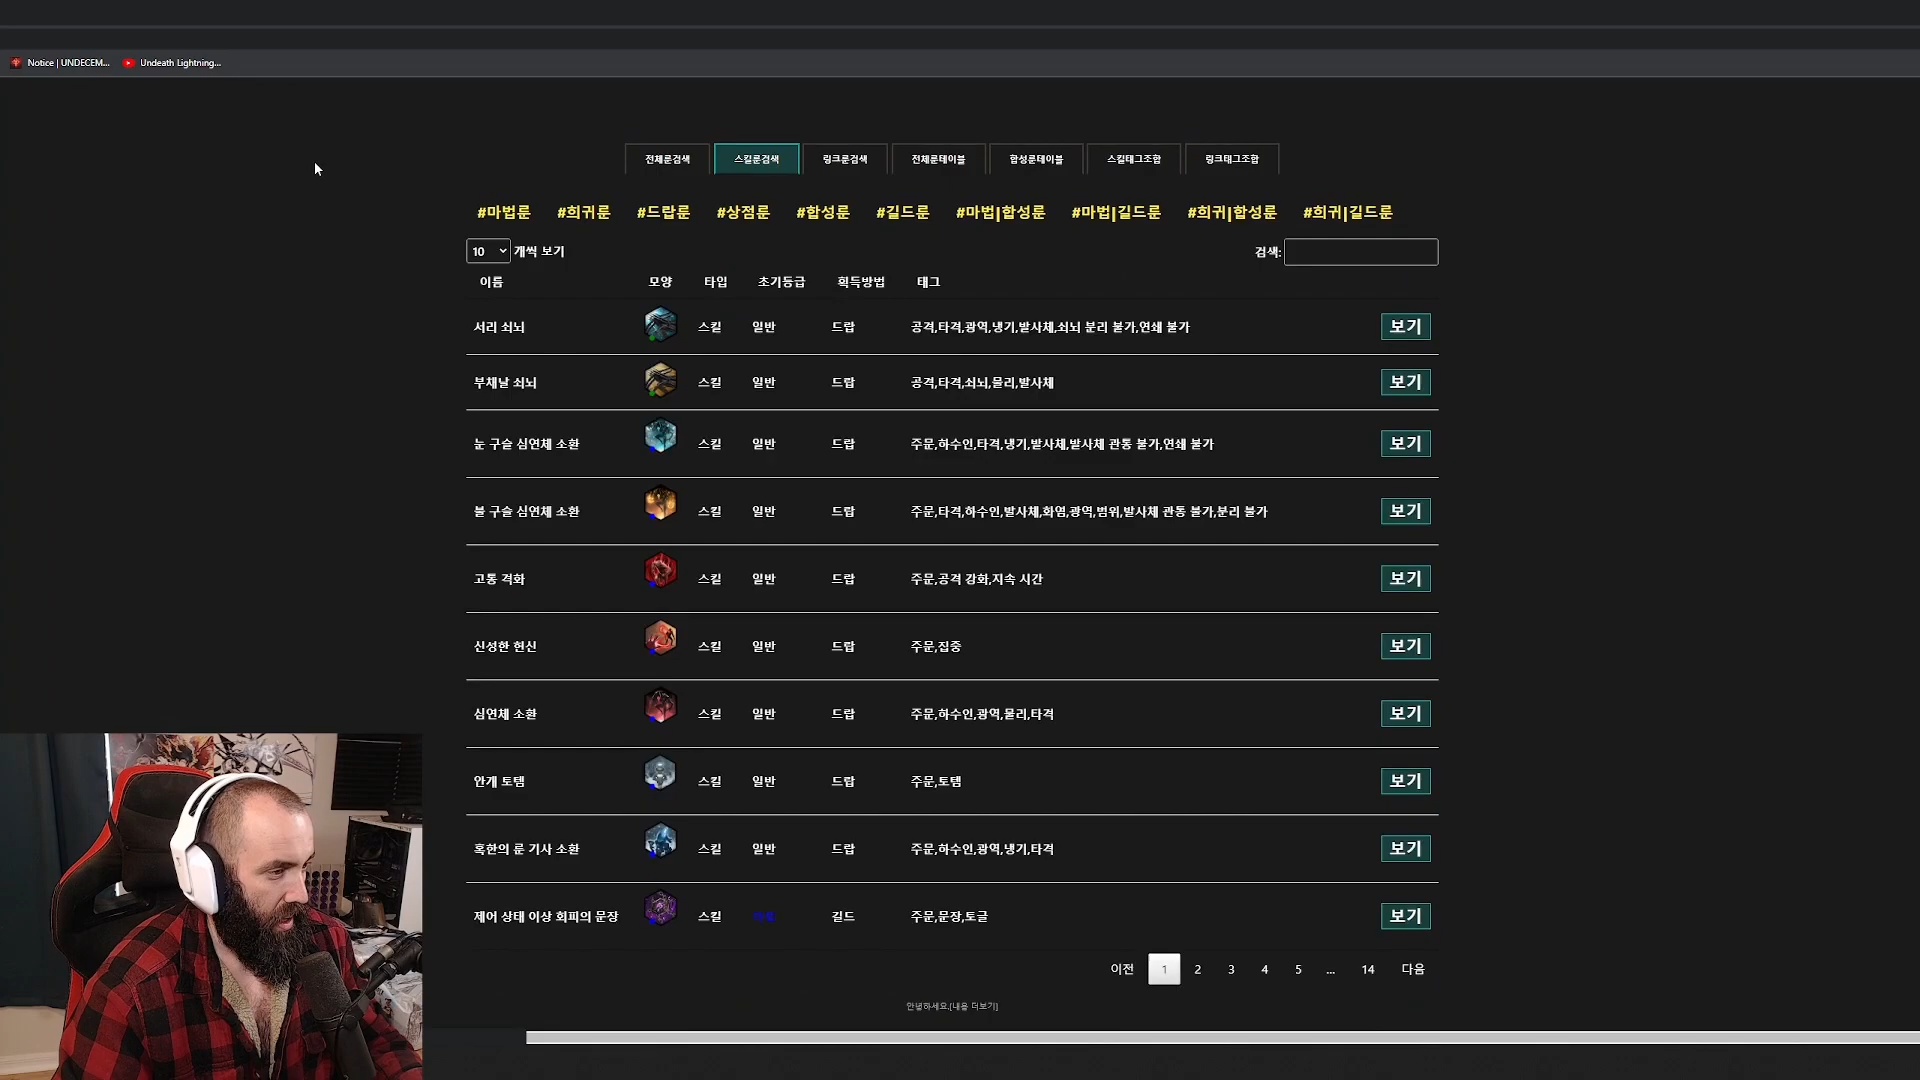 Notice | UNDECEM...
Undeath Lightning...
전체룬검색 스킬룬검색 링크룬검색 전체룬테이블 합성룬테이블 스킬태그조합 링크태그조합
#마법룬 #희귀룬 #드랍룬 #상점룬 #합성룬 #길드룬 #마법|합성룬 #마법|길드룬 #희귀|합성룬 #희귀|길드룬
10 개씩 보기 검색:
이름 모양 타입 초기등급 획득방법 태그
서리 쇠뇌 스킬 일반 드랍 공격,타격,광역,냉기,발사체,쇠뇌 분리 불가,연쇄 불가 보기
부채날 쇠뇌 스킬 일반 드랍 공격,타격,쇠뇌,물리,발사체 보기
눈 구슬 심연체 소환 스킬 일반 드랍 주문,하수인,타격,냉기,발사체,발사체 관통 불가,연쇄 불가 보기
불 구슬 심연체 소환 스킬 일반 드랍 주문,타격,하수인,발사체,화염,광역,범위,발사체 관통 불가,분리 불가 보기
고통 격화 스킬 일반 드랍 주문,공격 강화,지속 시간 보기
신성한 헌신 스킬 일반 드랍 주문,집중 보기
심연체 소환 스킬 일반 드랍 주문,하수인,광역,물리,타격 보기
안개 토템 스킬 일반 드랍 주문,토템 보기
혹한의 룬 기사 소환 스킬 일반 드랍 주문,하수인,광역,냉기,타격 보기
제어 상태 이상 회피의 문장 스킬 길드 주문,문장,토글 보기
이전 1 2 3 4 5 ... 14 다음
안녕하세요.[내용 더보기]